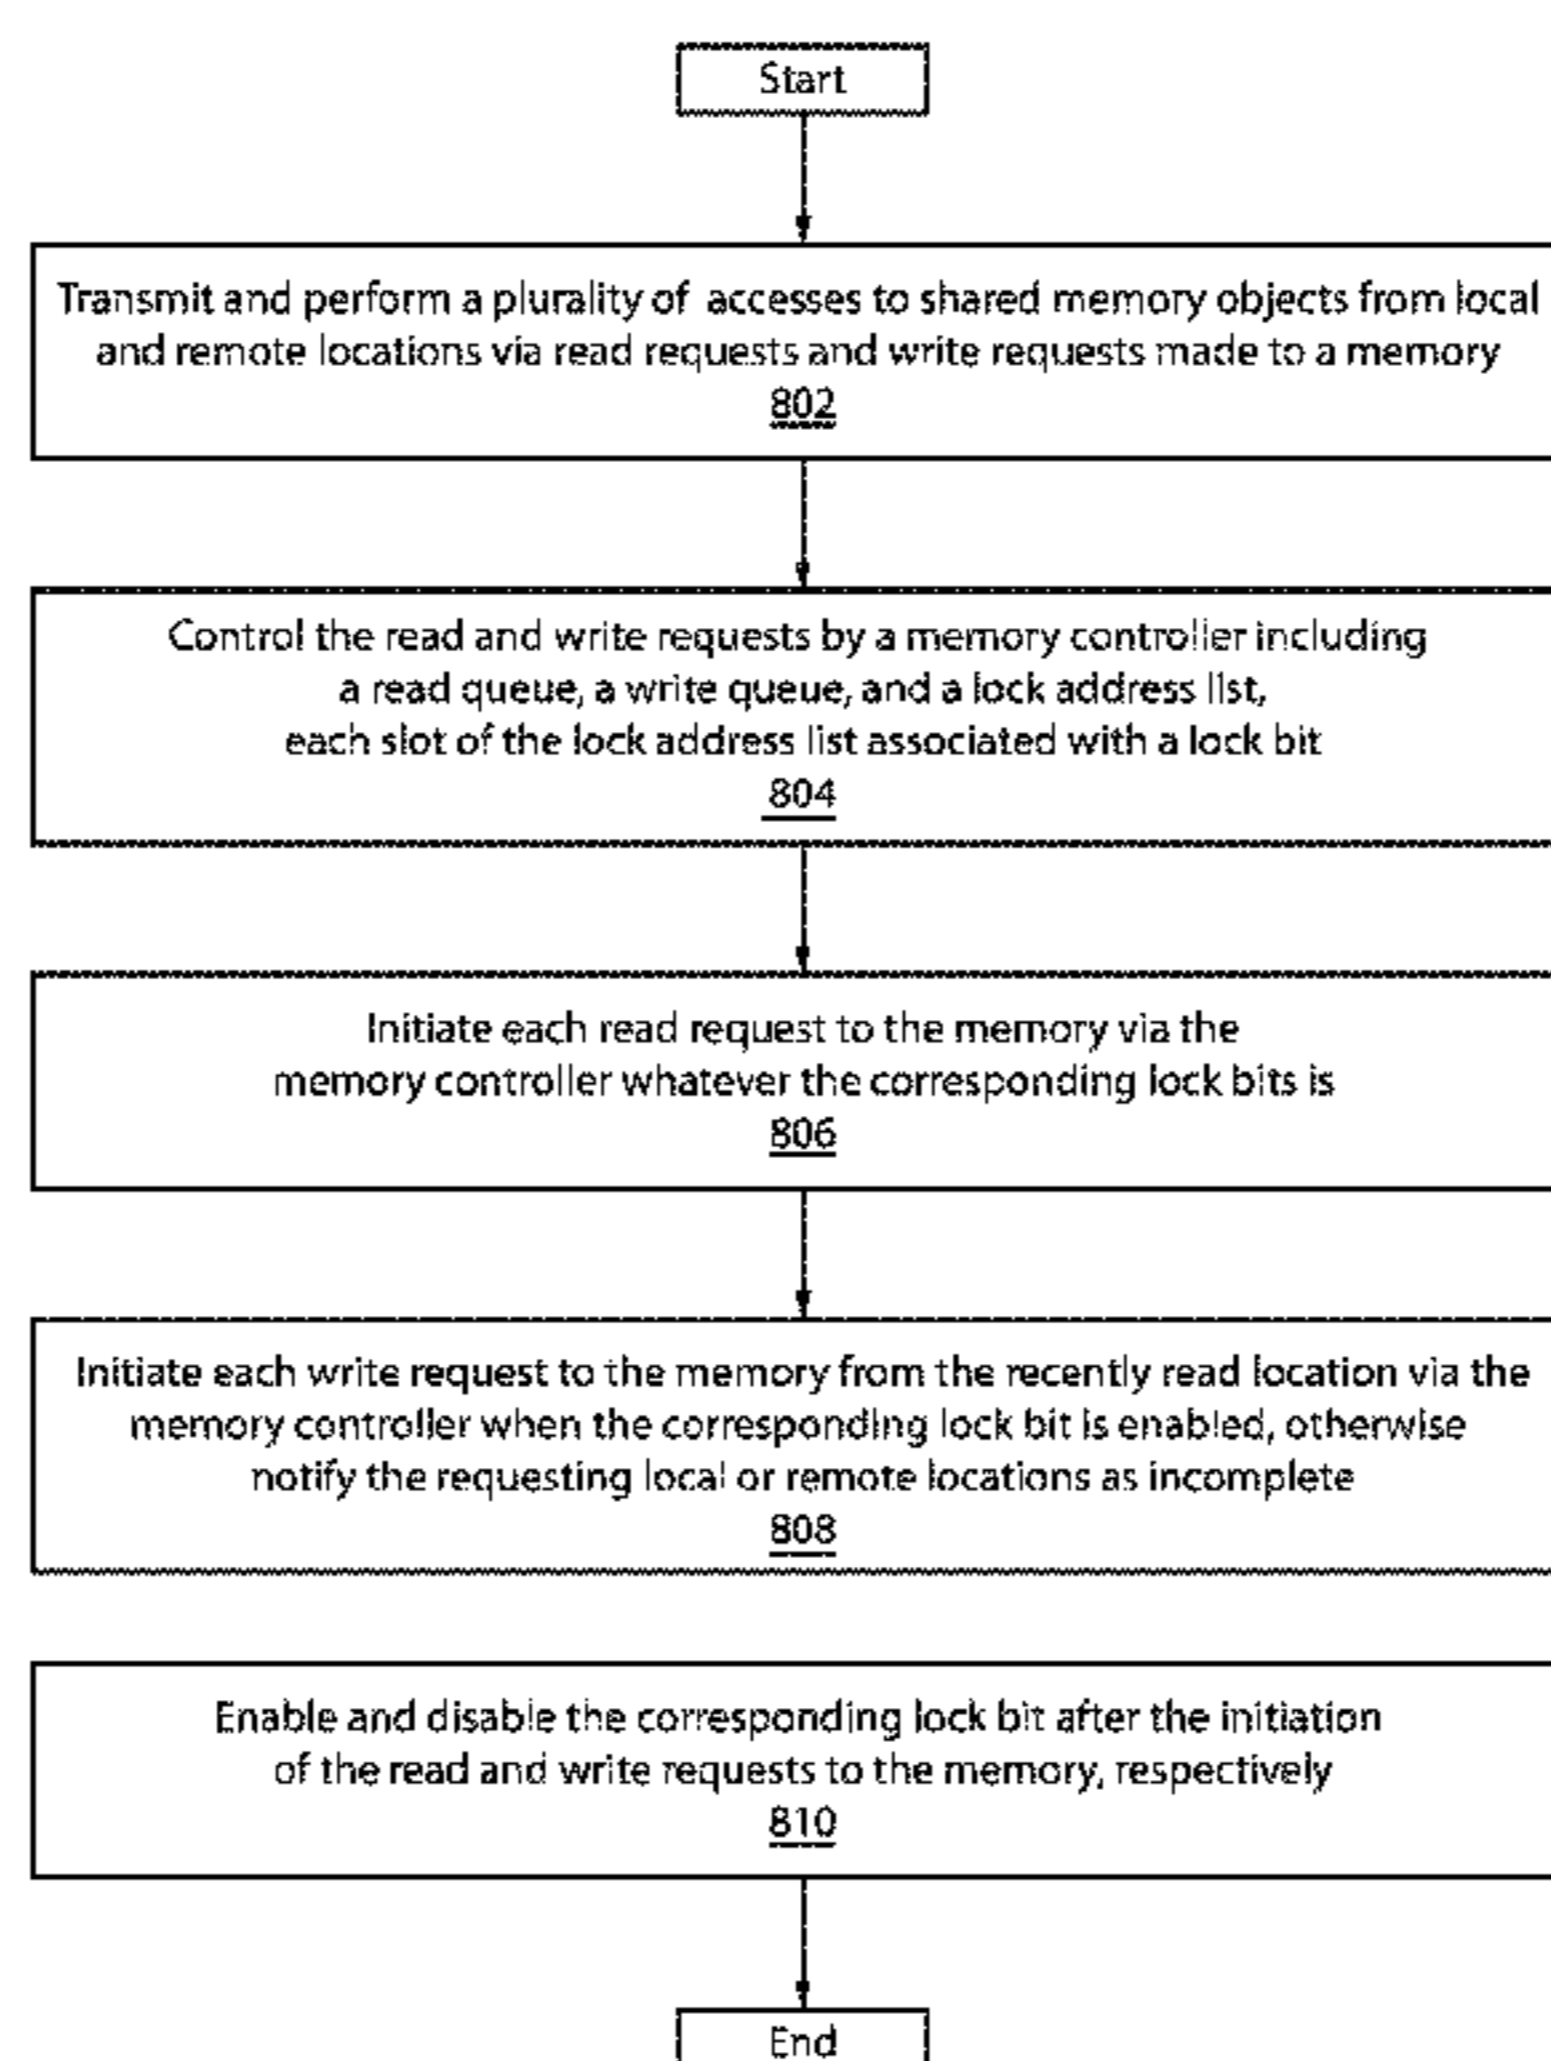 Start
Transmit and perform a plurality of accesses to shared memory objects from local
and remote locations via read requests and write requests made to a memory
802
Control the read and write requests by a memory controller including
a read queue, a write queue, and a lock address list,
each slot of the lock address list associated with a lock bit
804
Initiate each read request to the memory via the
memory controller whatever the corresponding lock bits is
806
Initiate each write request to the memory from the recently read location via the
memory controller when the corresponding lock bit is enabled, otherwise
notify the requesting local or remote locations as incomplete
808
Enable and disable the corresponding lock bit after the initiation
of the read and write requests to the memory, respectively
810
End